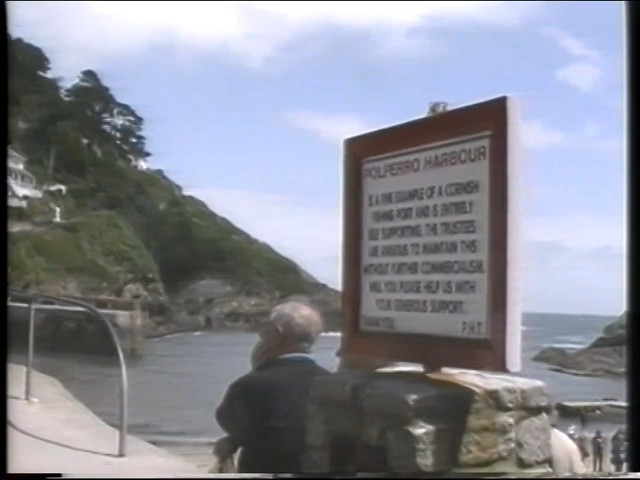 POLPERRO HARBOUR
IS A FINE EXAMPLE OF A CORNISH
FISHING PORT AND IS ENTIRELY
SELF SUPPORTING. THE TRUSTEES
ARE ANXIOUS TO MAINTAIN THIS
WITHOUT FURTHER COMMERCIALISM.
WILL YOU PLEASE HELP US WITH
YOUR GENEROUS SUPPORT.
P.H.T.